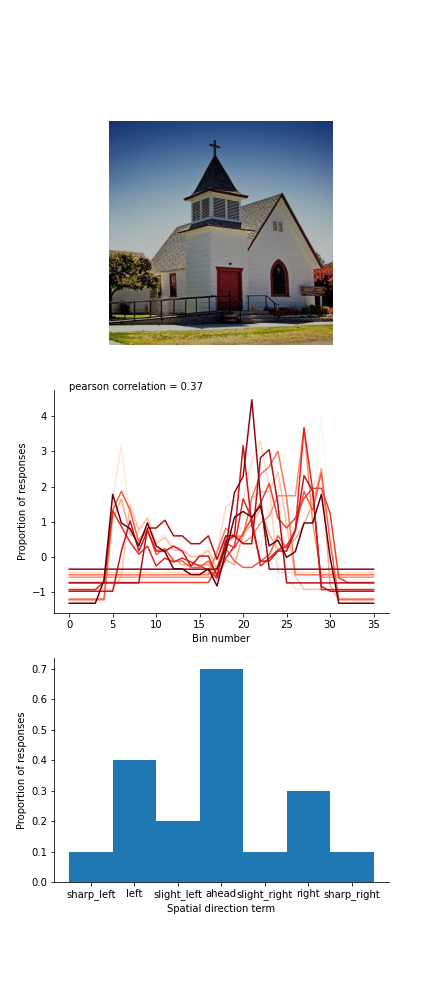 pearson correlation = 0.37
Proportion of responses
4
3
2
1
0
−1
0 5 10 15 20 25 30 35
Bin number
Proportion of responses
0.7
0.6
0.5
0.4
0.3
0.2
0.1
0.0
sharp_left left slight_left ahead slight_right right sharp_right
Spatial direction term